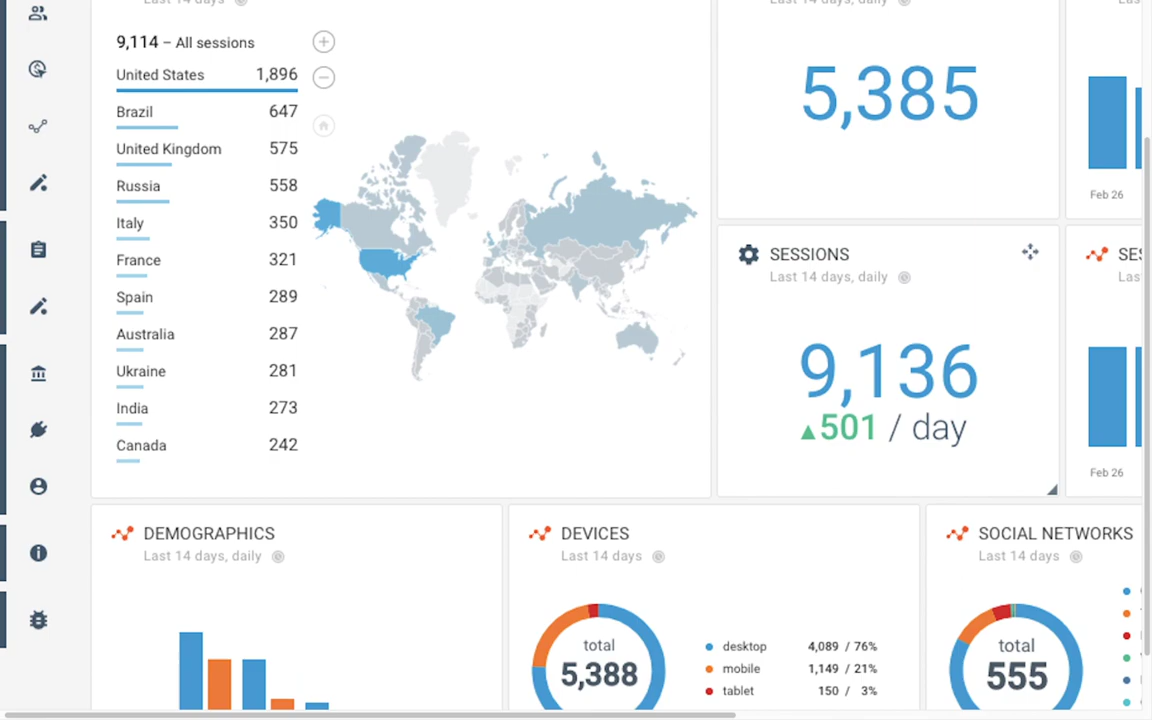 Last 14 days
Last 14 days, daily
Las
9,114 – All sessions
United States 1,896
Brazil 647
United Kingdom 575
Russia 558
Italy 350
France 321
Spain 289
Australia 287
Ukraine 281
India 273
Canada 242
5,385
Feb 26
SESSIONS
Last 14 days, daily
9,136
▲501 / day
SES
Las
Feb 26
DEMOGRAPHICS
Last 14 days, daily
DEVICES
Last 14 days
total
5,388
desktop 4,089 / 76%
mobile 1,149 / 21%
tablet 150 / 3%
SOCIAL NETWORKS
Last 14 days
total
555